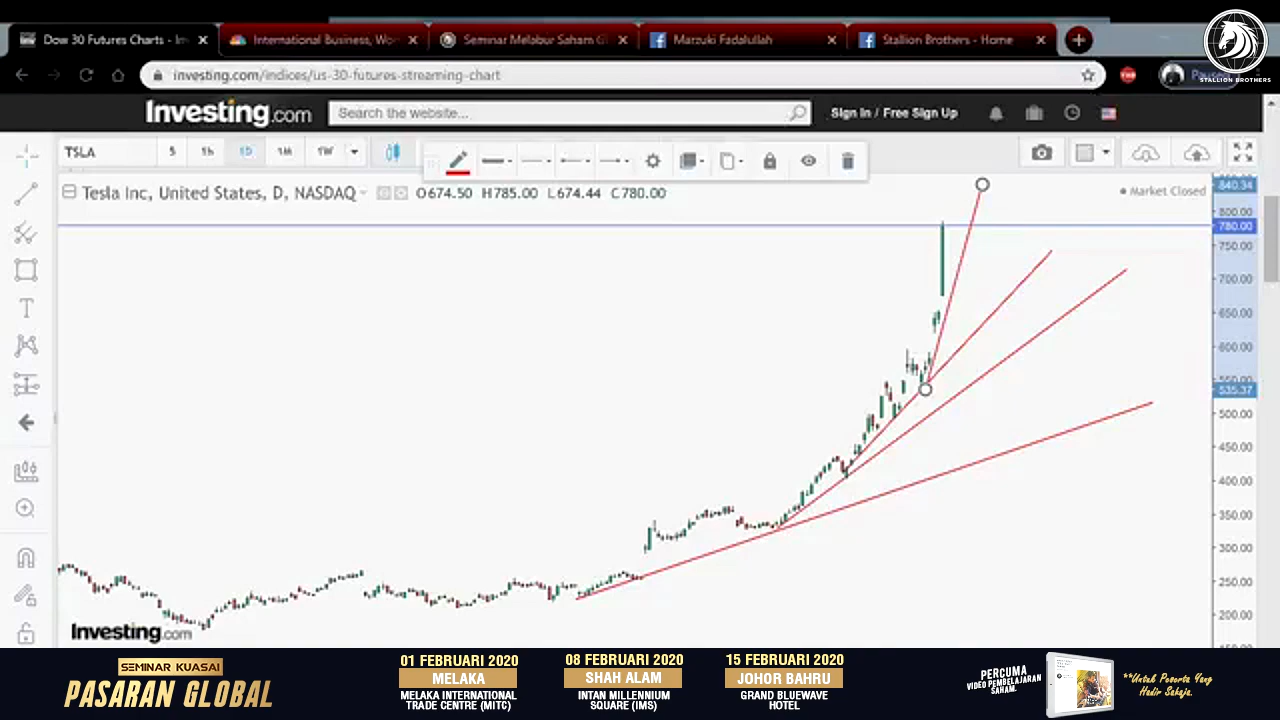 Dow 30 Futures Charts - In
International Business, Wo
Seminar Melabur Saham Gl
Marzuki Fadalullah
Stallion Brothers - Home
STALLION BROTHERS
investing.com/indices/us-30-futures-streaming-chart
Paused
Investing.com
Search the website...
Sign In / Free Sign Up
TSLA
5
1h
1D
1M
1W
Tesla Inc, United States, D, NASDAQ
O674.50 H785.00 L674.44 C780.00
Market Closed
840.34
800.00
780.00
750.00
700.00
650.00
600.00
550.00
535.37
500.00
450.00
400.00
350.00
300.00
250.00
200.00
Investing.com
SEMINAR KUASAI
PASARAN GLOBAL
01 FEBRUARI 2020
MELAKA
MELAKA INTERNATIONAL
TRADE CENTRE (MITC)
08 FEBRUARI 2020
SHAH ALAM
INTAN MILLENNIUM
SQUARE (IMS)
15 FEBRUARI 2020
JOHOR BAHRU
GRAND BLUEWAVE
HOTEL
PERCUMA
VIDEO PEMBELAJARAN
SAHAM.
**Untuk Peserta Yang
Hadir Sahaja.